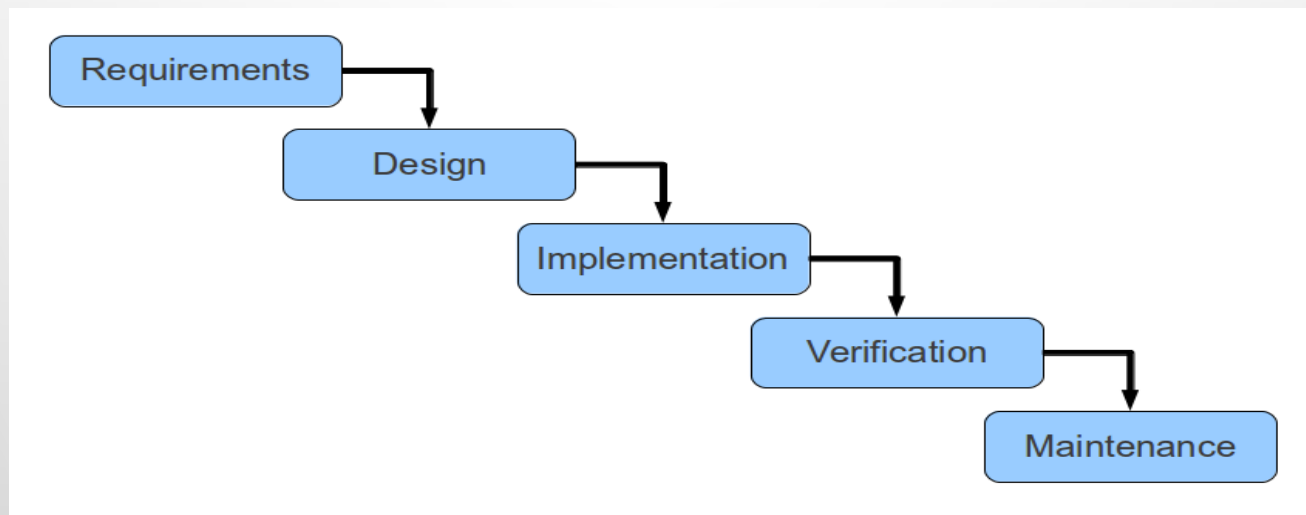 Requirements
Design
Implementation
Verification
Maintenance